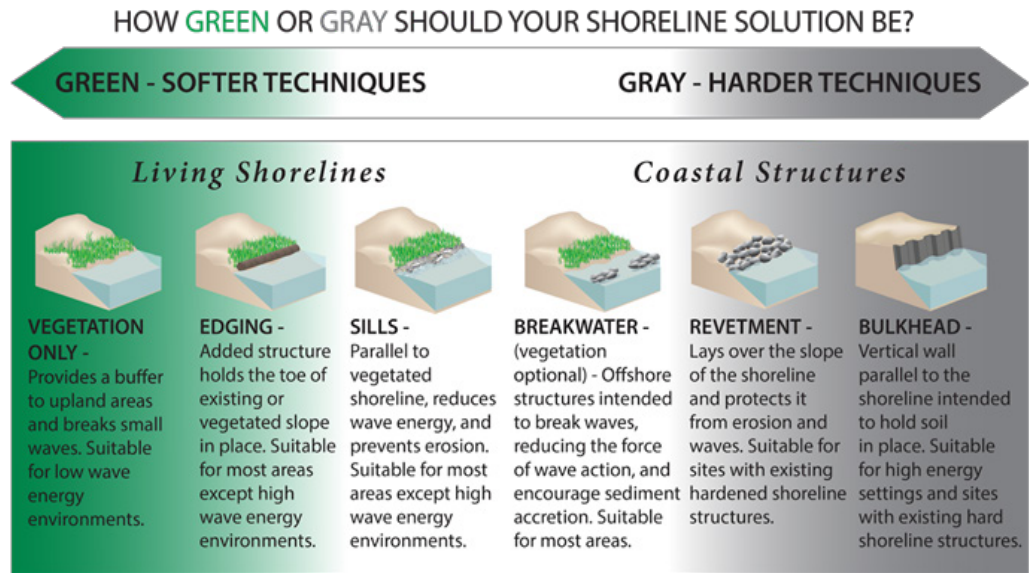 HOW GREEN OR GRAY SHOULD YOUR SHORELINE SOLUTION BE?
GREEN - SOFTER TECHNIQUES
GRAY - HARDER TECHNIQUES
Living Shorelines
Coastal Structures
VEGETATION
ONLY -
Provides a buffer
to upland areas
and breaks small
waves. Suitable
for low wave
energy
environments.
EDGING -
Added structure
holds the toe of
existing or
vegetated slope
in place. Suitable
for most areas
except high
wave energy
environments.
SILLS -
Parallel to
vegetated
shoreline, reduces
wave energy, and
prevents erosion.
Suitable for most
areas except high
wave energy
environments.
BREAKWATER -
(vegetation
optional) - Offshore
structures intended
to break waves,
reducing the force
of wave action, and
encourage sediment
accretion. Suitable
for most areas.
REVETMENT -
Lays over the slope
of the shoreline
and protects it
from erosion and
waves. Suitable for
sites with existing
hardened shoreline
structures.
BULKHEAD -
Vertical wall
parallel to the
shoreline intended
to hold soil
in place. Suitable
for high energy
settings and sites
with existing hard
shoreline structures.